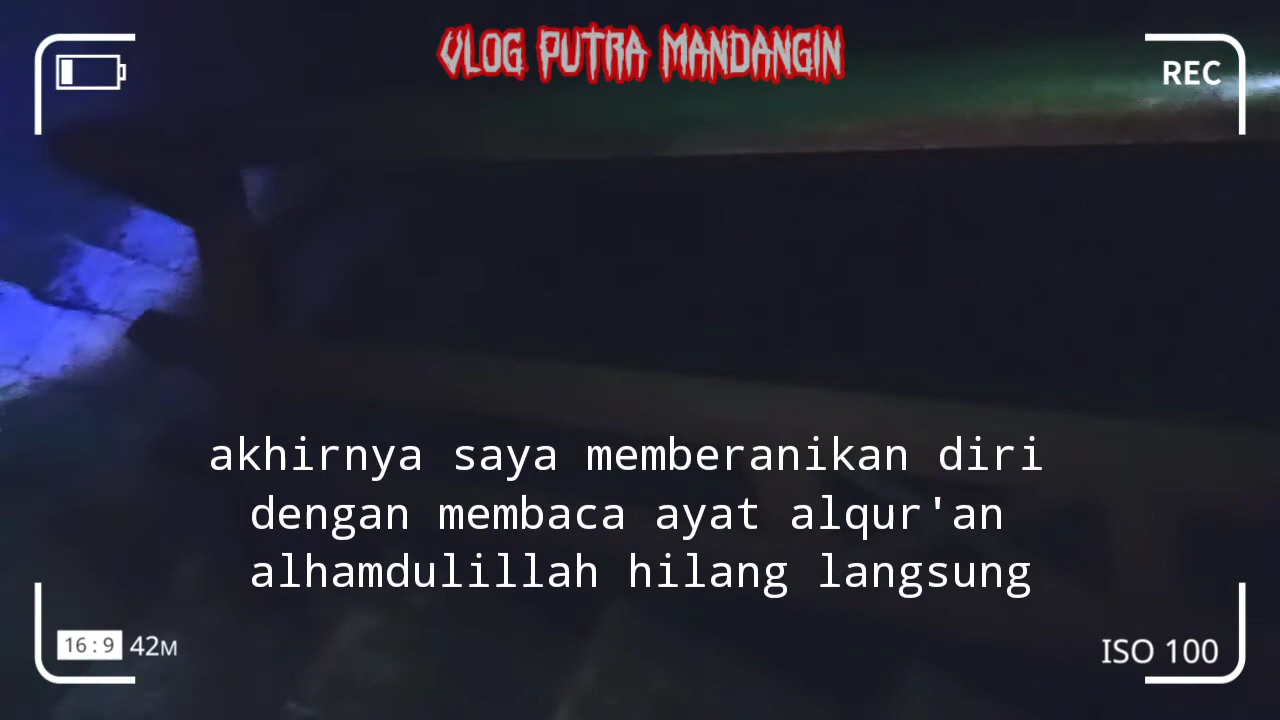 VLOG PUTRA MANDANGIN
REC
akhirnya saya memberanikan diri
dengan membaca ayat alqur'an
alhamdulillah hilang langsung
16:9 42M
ISO 100